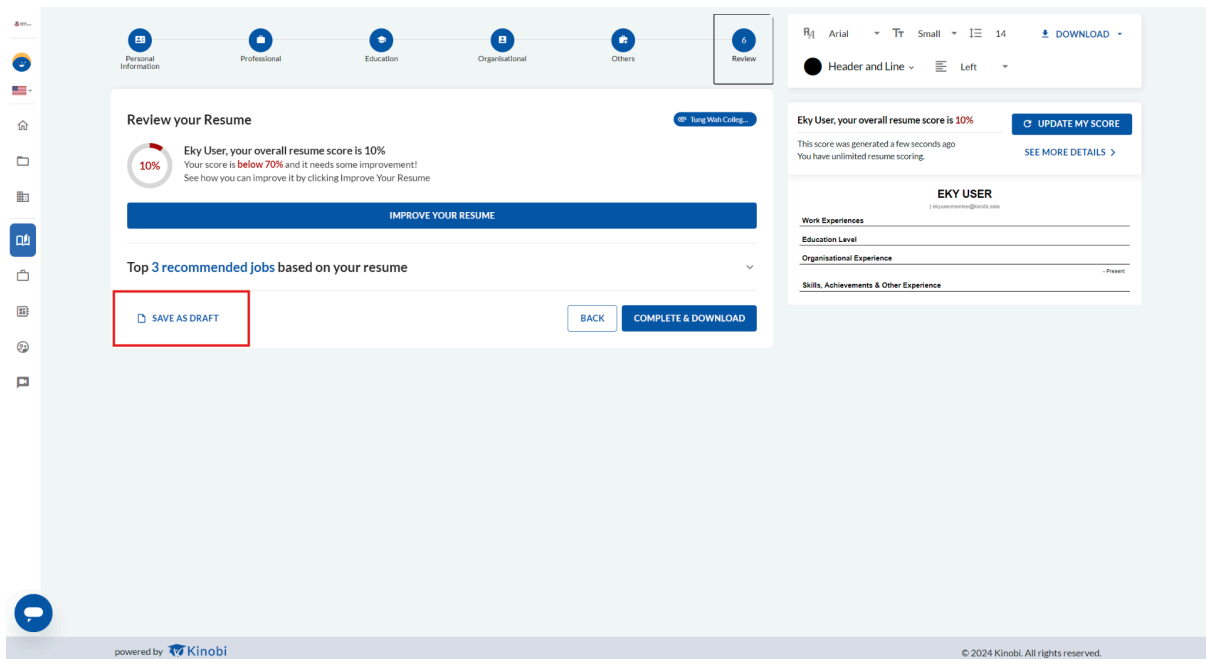 Personal
Information
Professional
Education
Organisational
Others
6
Review
Arial
Small
14
DOWNLOAD
Header and Line
Left
Review your Resume
Tung Wah Colleg...
10%
Eky User, your overall resume score is 10%
Your score is below 70% and it needs some improvement!
See how you can improve it by clicking Improve Your Resume
IMPROVE YOUR RESUME
Top 3 recommended jobs based on your resume
SAVE AS DRAFT
BACK
COMPLETE & DOWNLOAD
Eky User, your overall resume score is 10%
UPDATE MY SCORE
This score was generated a few seconds ago
You have unlimited resume scoring.
SEE MORE DETAILS
EKY USER
Work Experiences
Education Level
Organisational Experience
- Present
Skills, Achievements & Other Experience
powered by Kinobi
© 2024 Kinobi. All rights reserved.